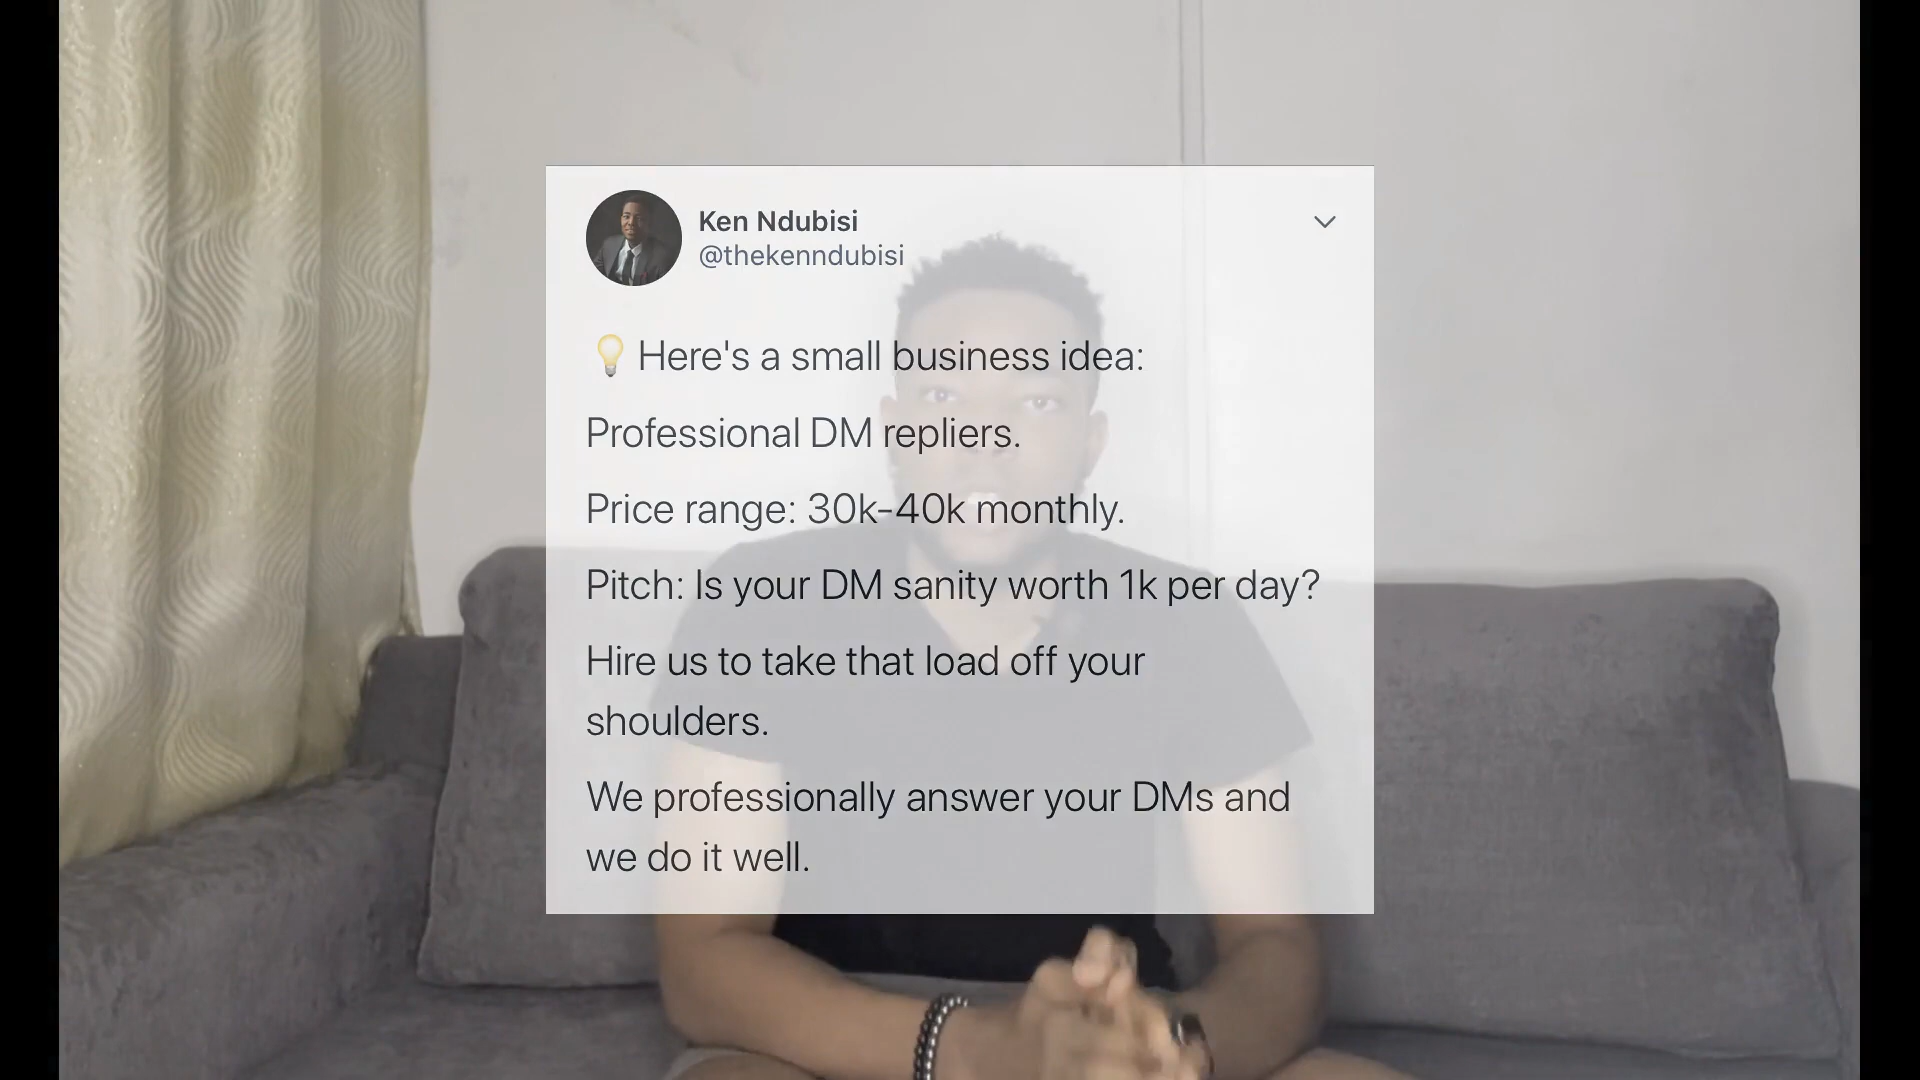 Ken Ndubisi
@thekenndubisi
💡 Here's a small business idea:
Professional DM repliers.
Price range: 30k-40k monthly.
Pitch: Is your DM sanity worth 1k per day?
Hire us to take that load off your
shoulders.
We professionally answer your DMs and
we do it well.